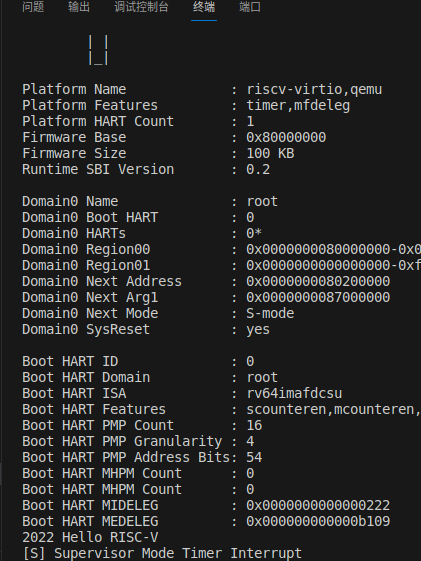 问题 输出 调试控制台 终端 端口
| |
|_|
Platform Name : riscv-virtio,qemu
Platform Features : timer,mfdeleg
Platform HART Count : 1
Firmware Base : 0x80000000
Firmware Size : 100 KB
Runtime SBI Version : 0.2
Domain0 Name : root
Domain0 Boot HART : 0
Domain0 HARTs : 0*
Domain0 Region00 : 0x0000000080000000-0x0
Domain0 Region01 : 0x0000000000000000-0xf
Domain0 Next Address : 0x0000000080200000
Domain0 Next Arg1 : 0x0000000087000000
Domain0 Next Mode : S-mode
Domain0 SysReset : yes
Boot HART ID : 0
Boot HART Domain : root
Boot HART ISA : rv64imafdcsu
Boot HART Features : scounteren,mcounteren,
Boot HART PMP Count : 16
Boot HART PMP Granularity : 4
Boot HART PMP Address Bits: 54
Boot HART MHPM Count : 0
Boot HART MHPM Count : 0
Boot HART MIDELEG : 0x0000000000000222
Boot HART MEDELEG : 0x000000000000b109
2022 Hello RISC-V
[S] Supervisor Mode Timer Interrupt